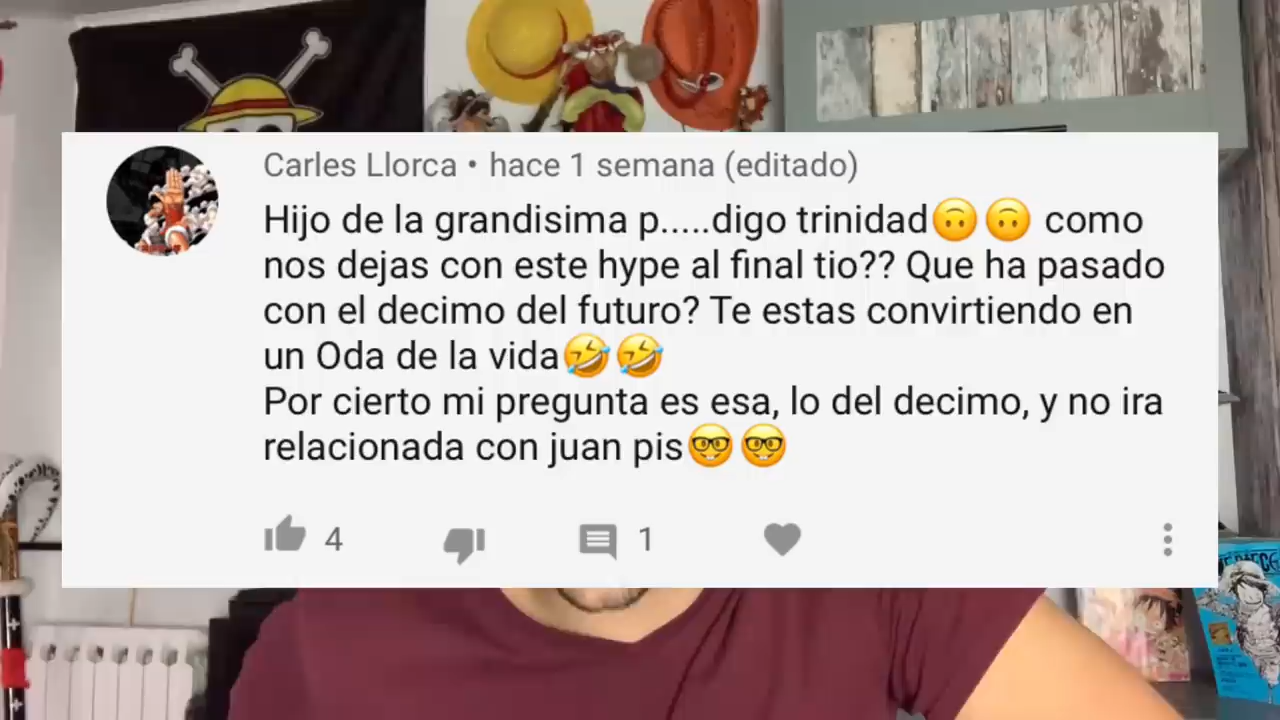 Carles Llorca • hace 1 semana (editado)
Hijo de la grandisima p.....digo trinidad🙃🙃 como
nos dejas con este hype al final tio?? Que ha pasado
con el decimo del futuro? Te estas convirtiendo en
un Oda de la vida🤣🤣
Por cierto mi pregunta es esa, lo del decimo, y no ira
relacionada con juan pis🤓🤓
4
1